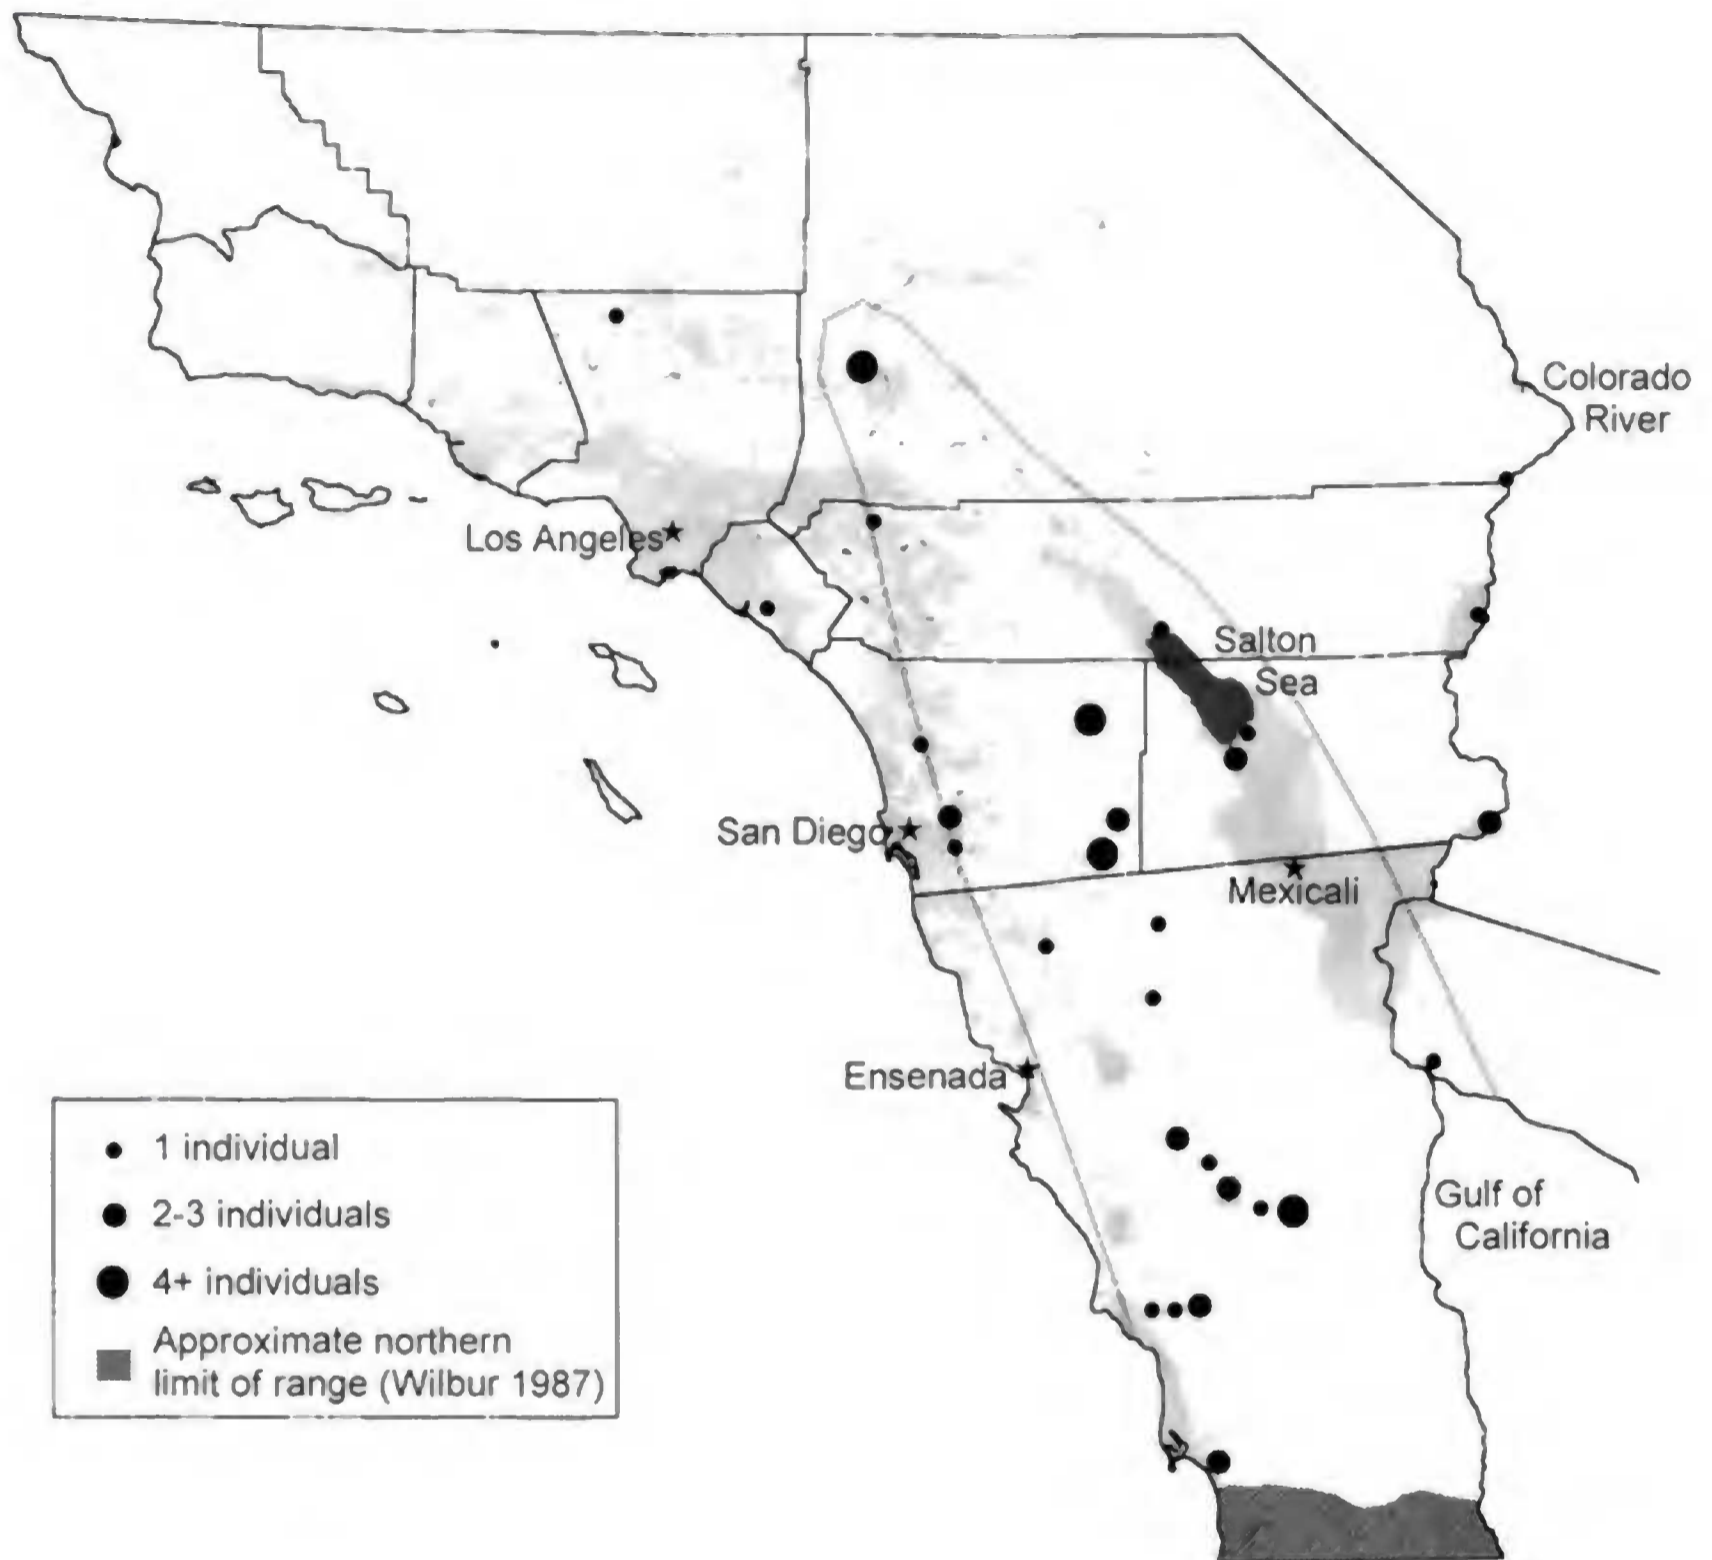 Colorado
River
Los Angeles
Salton
Sea
San Diego
Mexicali
Ensenada
Gulf of
California
1 individual
2-3 individuals
4+ individuals
Approximate northern
limit of range (Wilbur 1987)